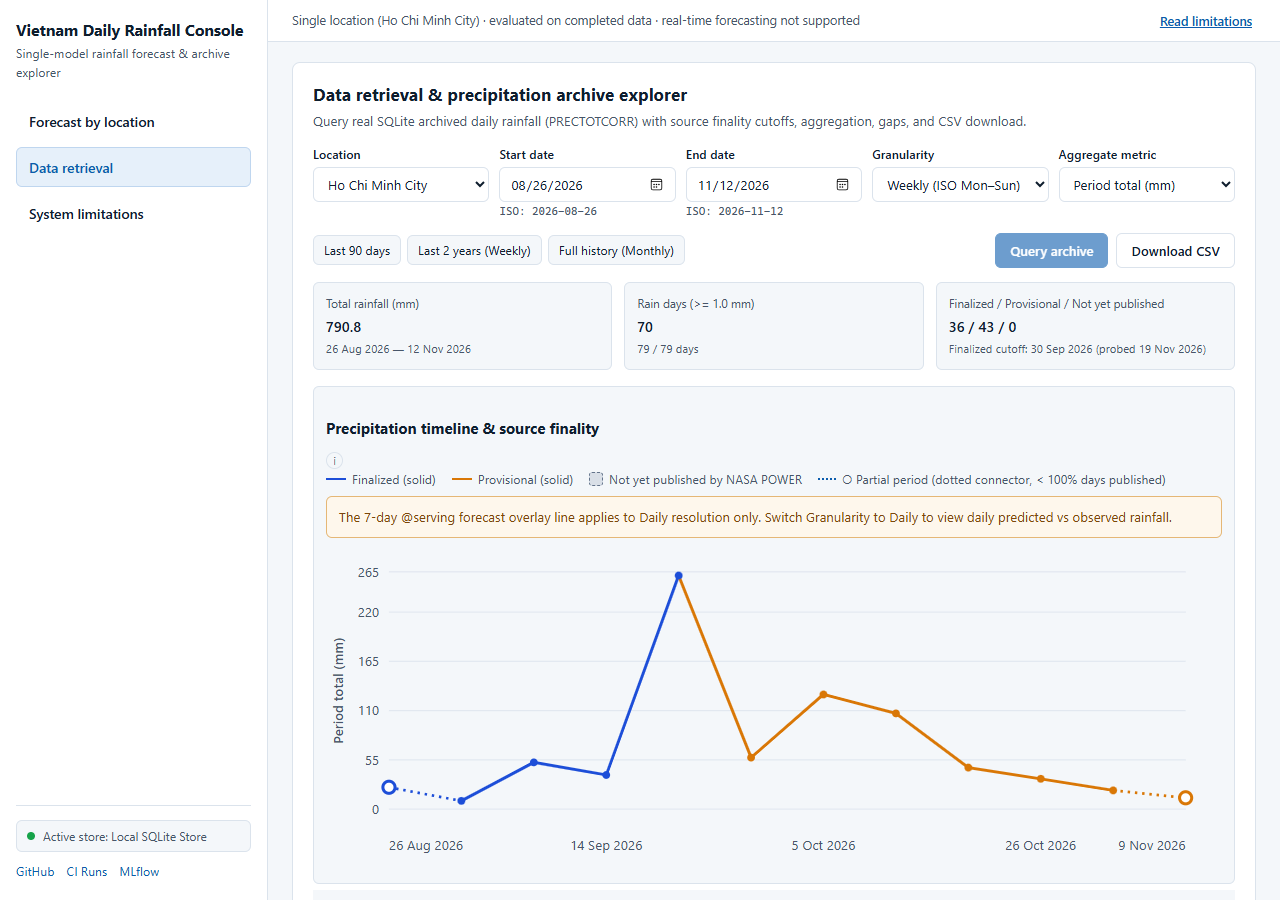 Vietnam Daily Rainfall Console
Single-model rainfall forecast & archive
explorer
Forecast by location
Data retrieval
System limitations
Active store: Local SQLite Store
GitHub CI Runs MLflow
Single location (Ho Chi Minh City) · evaluated on completed data · real-time forecasting not supported
Read limitations
Data retrieval & precipitation archive explorer
Query real SQLite archived daily rainfall (PRECTOTCORR) with source finality cutoffs, aggregation, gaps, and CSV download.
Location Start date End date Granularity Aggregate metric
Ho Chi Minh City 08/26/2026 11/12/2026 Weekly (ISO Mon–Sun) Period total (mm)
ISO: 2026-08-26 ISO: 2026-11-12
Last 90 days Last 2 years (Weekly) Full history (Monthly) Query archive Download CSV
Total rainfall (mm)
790.8
26 Aug 2026 — 12 Nov 2026
Rain days (>= 1.0 mm)
70
79 / 79 days
Finalized / Provisional / Not yet published
36 / 43 / 0
Finalized cutoff: 30 Sep 2026 (probed 19 Nov 2026)
Precipitation timeline & source finality
i
Finalized (solid) Provisional (solid) Not yet published by NASA POWER Partial period (dotted connector, < 100% days published)
The 7-day @serving forecast overlay line applies to Daily resolution only. Switch Granularity to Daily to view daily predicted vs observed rainfall.
Period total (mm)
265
220
165
110
55
0
26 Aug 2026 14 Sep 2026 5 Oct 2026 26 Oct 2026 9 Nov 2026